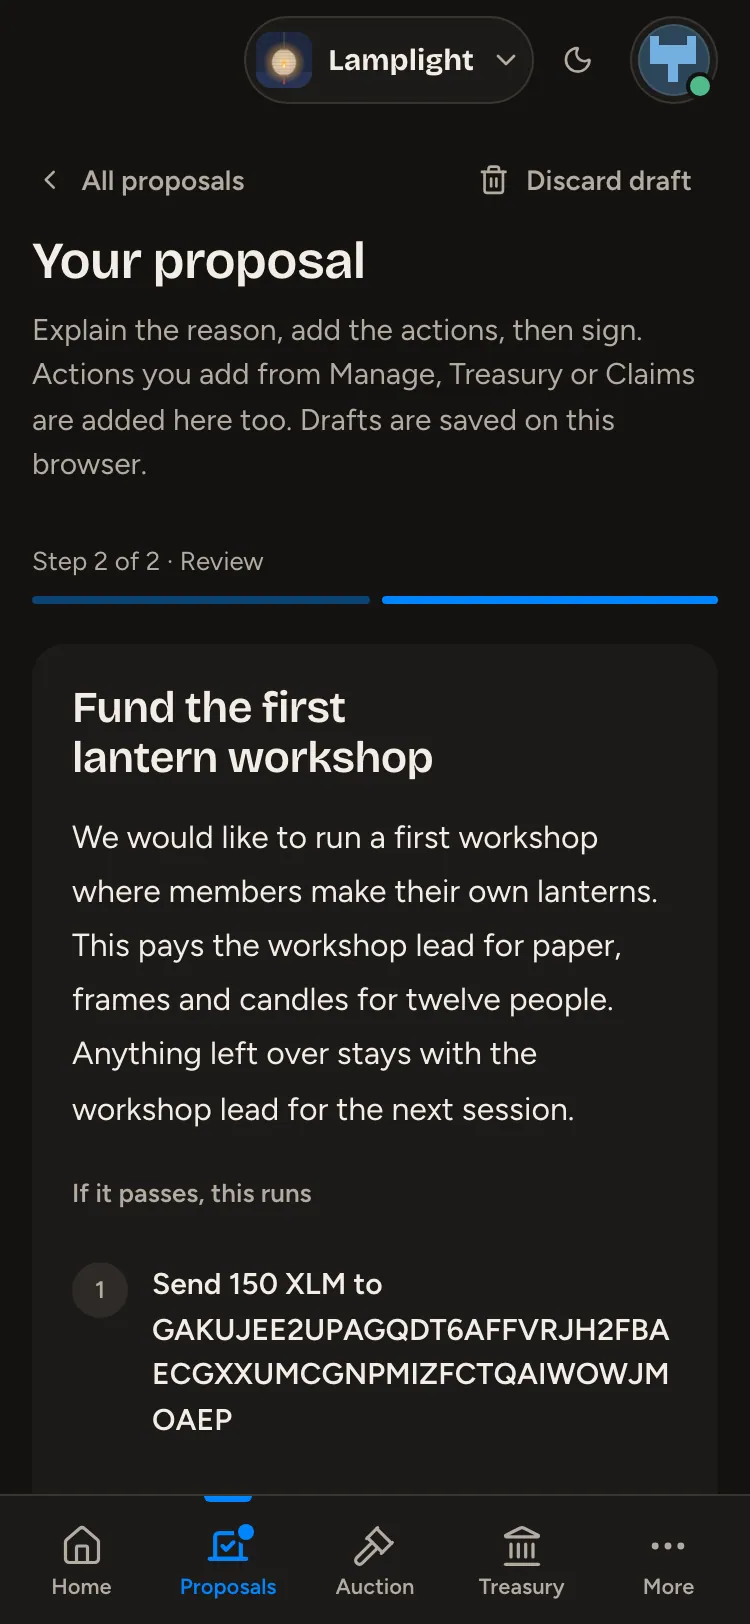 Lamplight
All proposals
Discard draft
Your proposal
Explain the reason, add the actions, then sign.
Actions you add from Manage, Treasury or Claims
are added here too. Drafts are saved on this
browser.
Step 2 of 2 · Review
Fund the first
lantern workshop
We would like to run a first workshop
where members make their own lanterns.
This pays the workshop lead for paper,
frames and candles for twelve people.
Anything left over stays with the
workshop lead for the next session.
If it passes, this runs
1
Send 150 XLM to
GAKUJEE2UPAGQDT6AFFVRJH2FBA
ECGXXUMCGNPMIZFCTQAIWOWJM
OAEP
Home
Proposals
Auction
Treasury
More